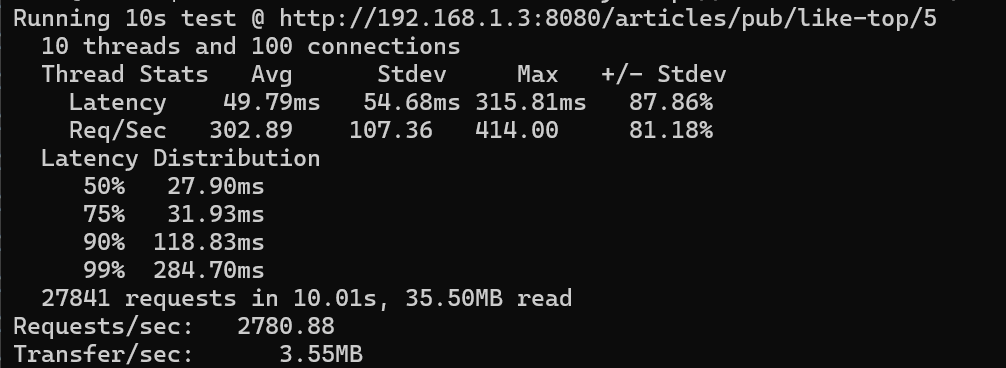 Running 10s test @ http://192.168.1.3:8080/articles/pub/like-top/5
  10 threads and 100 connections
  Thread Stats   Avg      Stdev     Max   +/- Stdev
    Latency    49.79ms   54.68ms 315.81ms   87.86%
    Req/Sec   302.89    107.36   414.00     81.18%
  Latency Distribution
     50%   27.90ms
     75%   31.93ms
     90%  118.83ms
     99%  284.70ms
  27841 requests in 10.01s, 35.50MB read
Requests/sec:   2780.88
Transfer/sec:      3.55MB